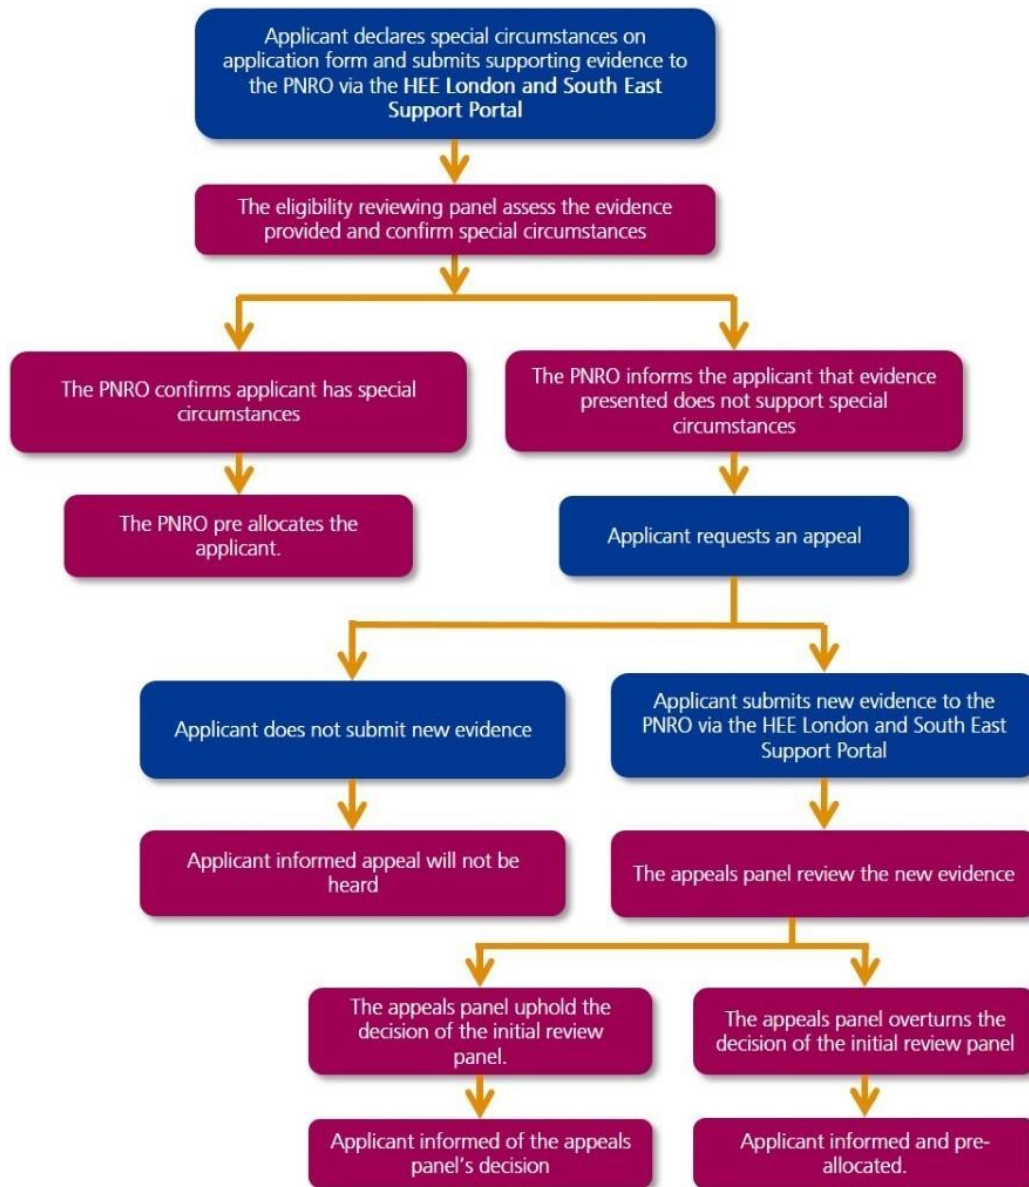 Applicant declares special circumstances on
application form and submits supporting evidence to
the PNRO via the HEE London and South East
Support Portal
The eligibility reviewing panel assess the evidence
provided and confirm special circumstances
The PNRO confirms applicant has special
circumstances
The PNRO informs the applicant that evidence
presented does not support special
circumstances
The PNRO pre allocates the
applicant.
Applicant requests an appeal
Applicant does not submit new evidence
Applicant submits new evidence to the
PNRO via the HEE London and South East
Support Portal
Applicant informed appeal will not be
heard
The appeals panel review the new evidence
The appeals panel uphold the
decision of the initial review
panel.
The appeals panel overturns the
decision of the initial review panel
Applicant informed of the appeals
panel's decision
Applicant informed and pre-
allocated.